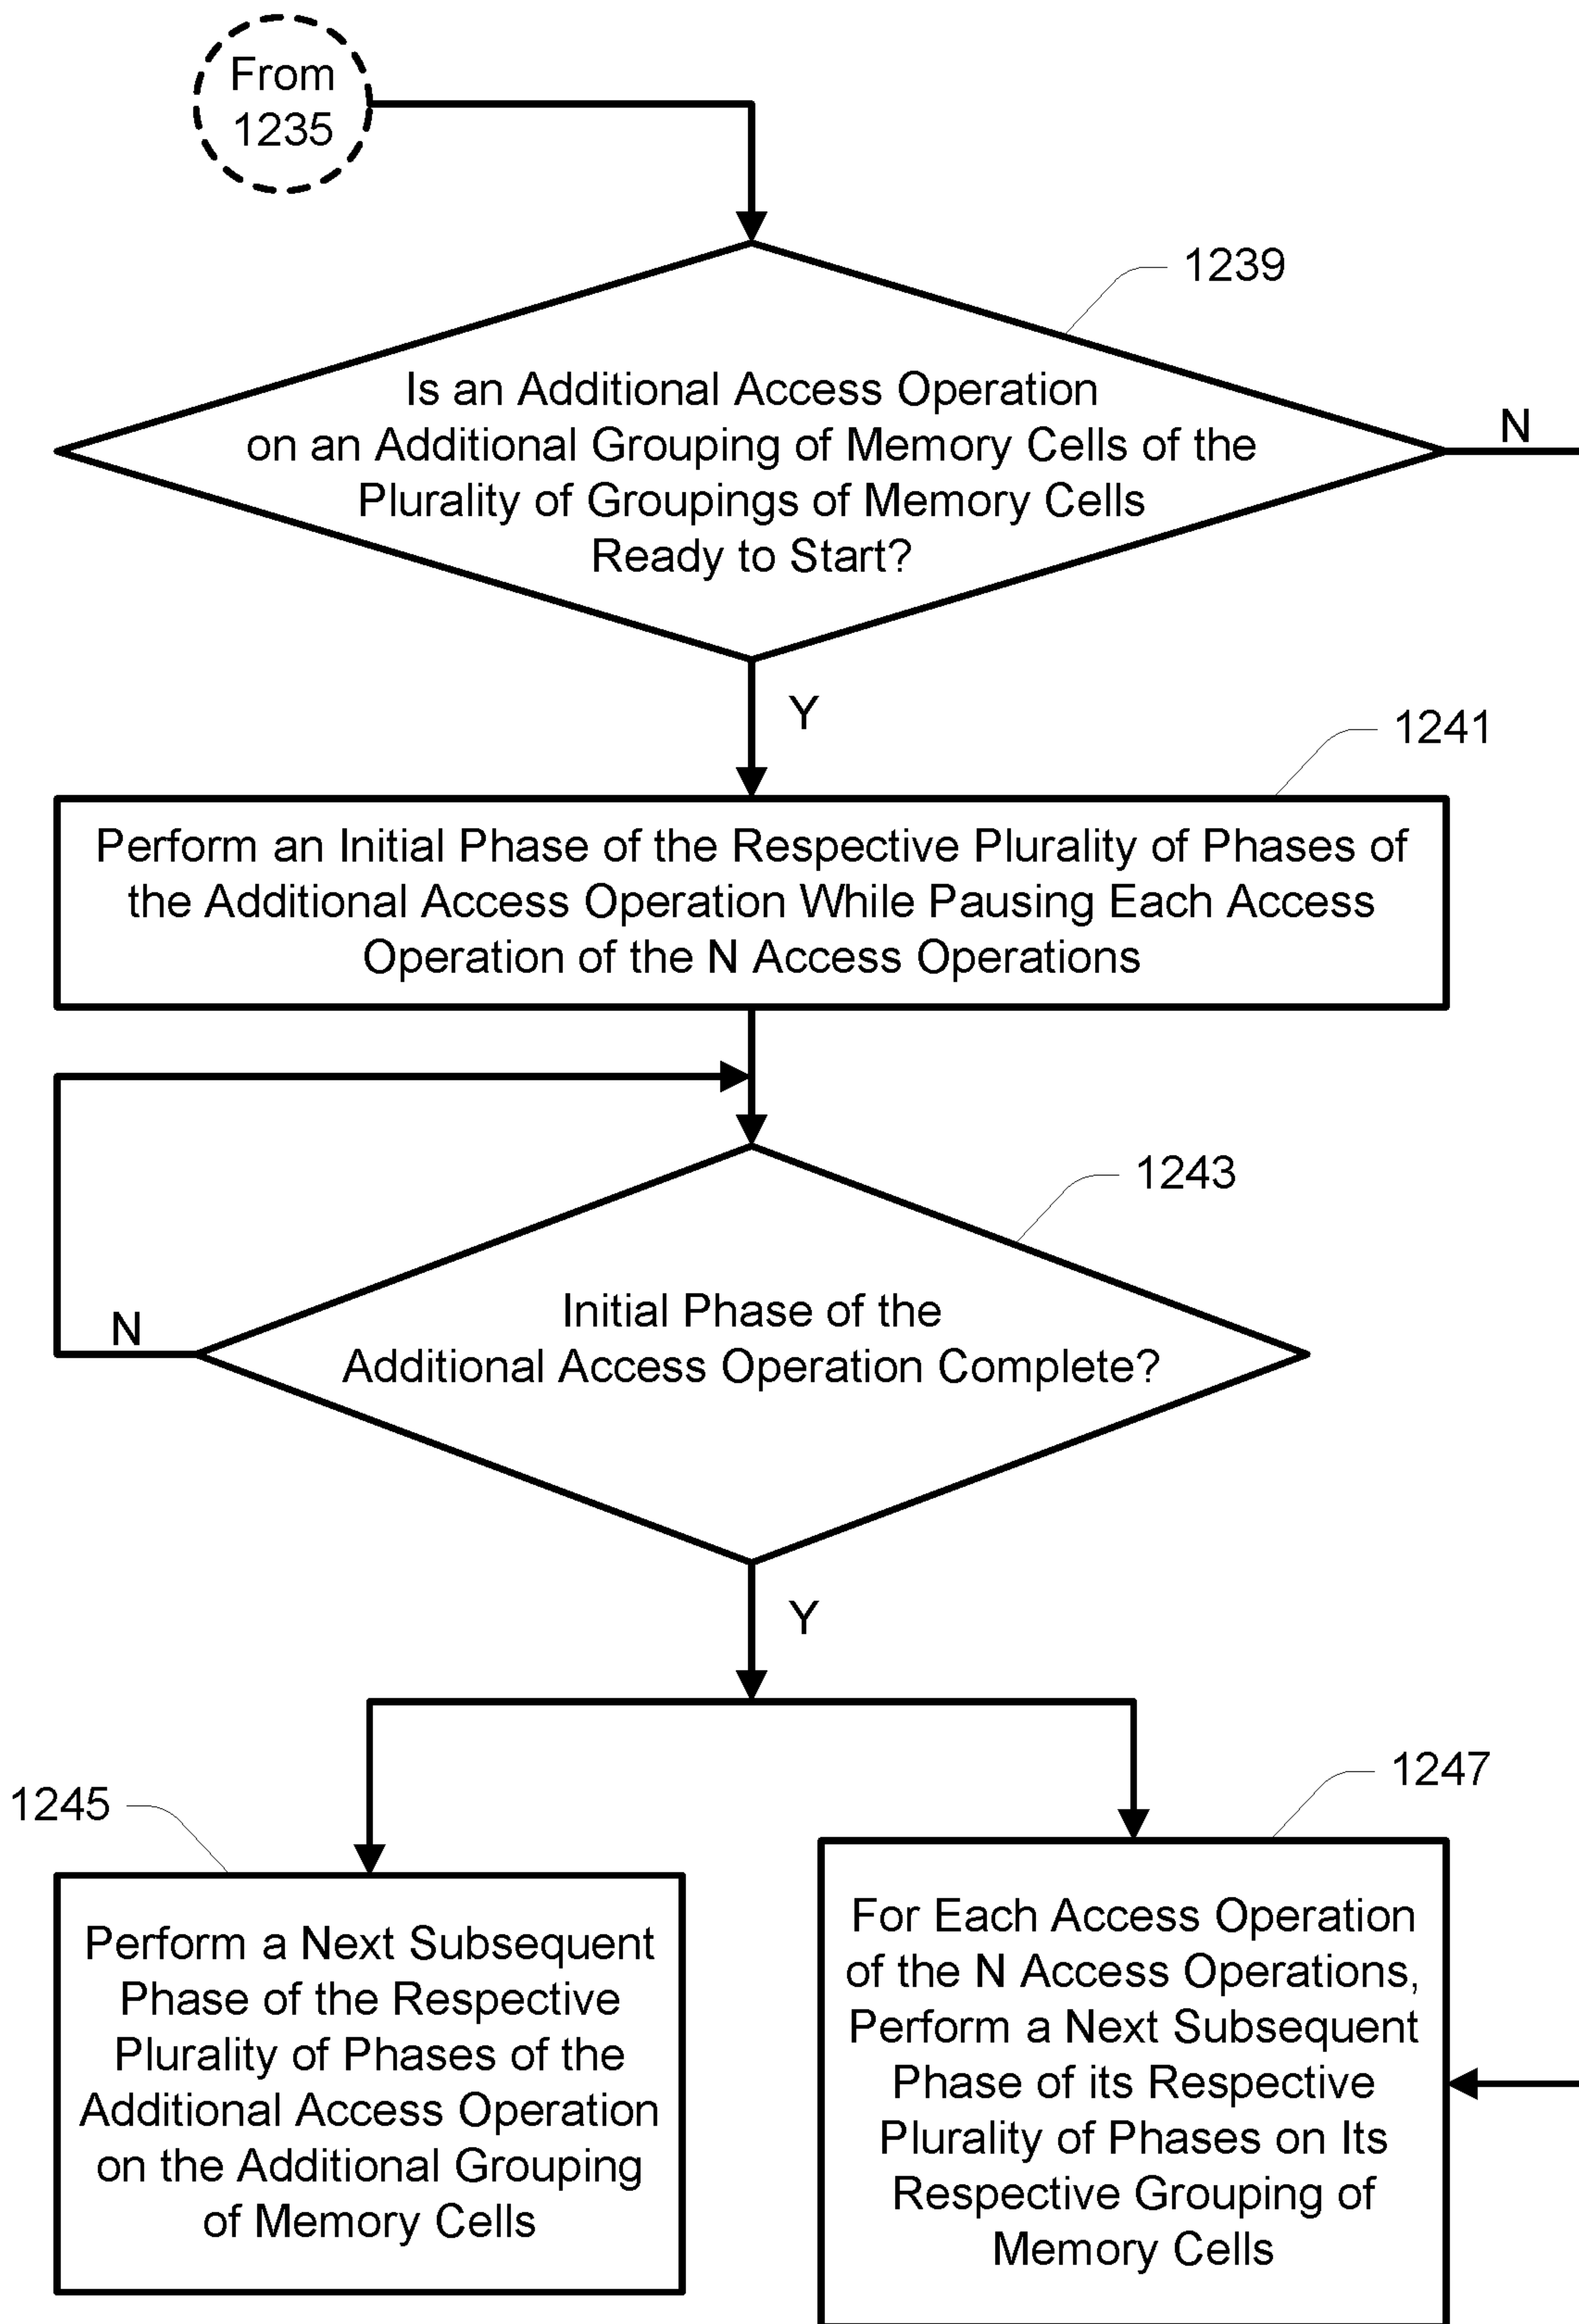 From
1235
1239
Is an Additional Access Operation
on an Additional Grouping of Memory Cells of the
Plurality of Groupings of Memory Cells
Ready to Start?
N
Y
1241
Perform an Initial Phase of the Respective Plurality of Phases of
the Additional Access Operation While Pausing Each Access
Operation of the N Access Operations
1243
Initial Phase of the
Additional Access Operation Complete?
N
Y
1245
Perform a Next Subsequent
Phase of the Respective
Plurality of Phases of the
Additional Access Operation
on the Additional Grouping
of Memory Cells
1247
For Each Access Operation
of the N Access Operations,
Perform a Next Subsequent
Phase of its Respective
Plurality of Phases on Its
Respective Grouping of
Memory Cells